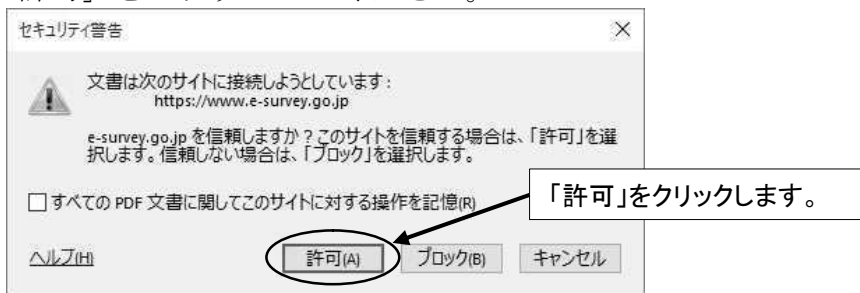 セキュリティ警告
文書は次のサイトに接続しようとしています:
https://www.e-survey.go.jp
e-survey.go.jp を信頼しますか?このサイトを信頼する場合は、「許可」を選
択します。信頼しない場合は、「ブロック」を選択します。
すべての PDF 文書に関してこのサイトに対する操作を記憶(R)
「許可」をクリックします。
ヘルプ(H) 許可(A) ブロック(B) キャンセル